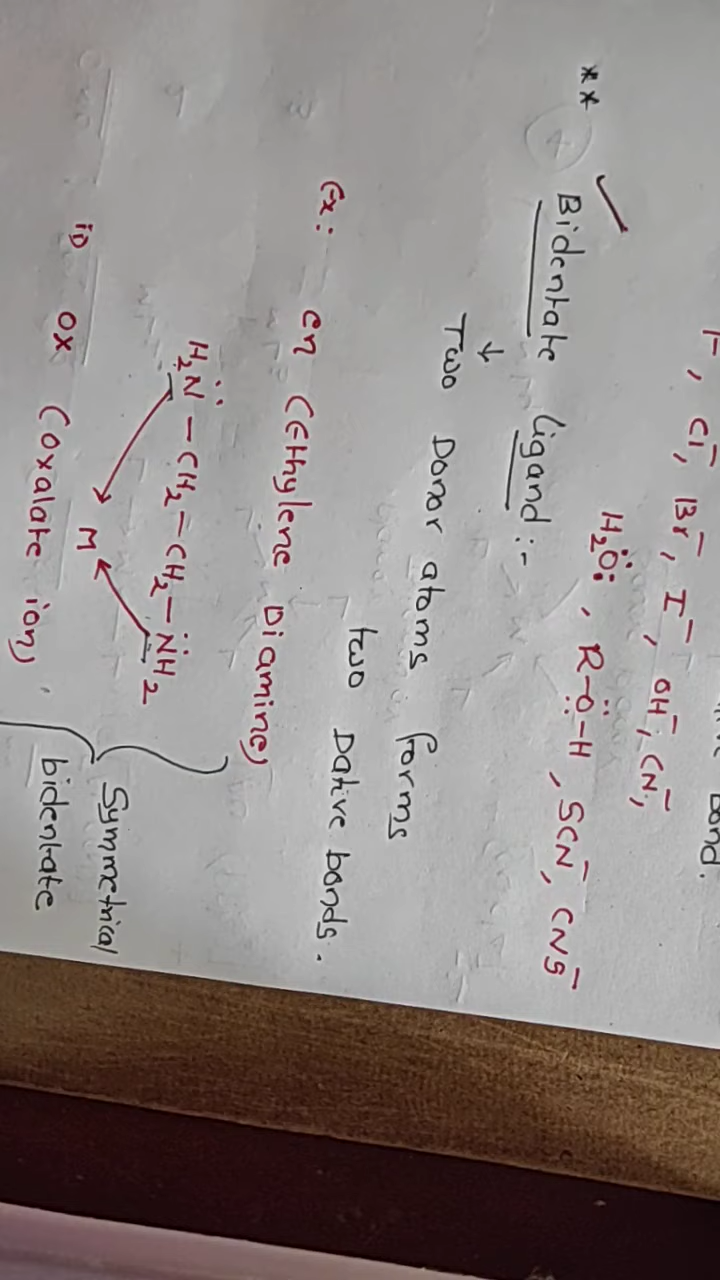 bond.
F⁻, Cl⁻, Br⁻, I⁻, OH⁻, CN⁻,
H₂Ö:, R-Ö-H, SCN⁻, CNS⁻
** ④ Bidentate ligand :-
↓
Two Donor atoms forms
two Dative bonds.
Ex: en (Ethylene Diamine)
H₂N̈ - CH₂ - CH₂ - N̈H2
M
ii) ox (oxalate ion)
Symmetrical
bidentate